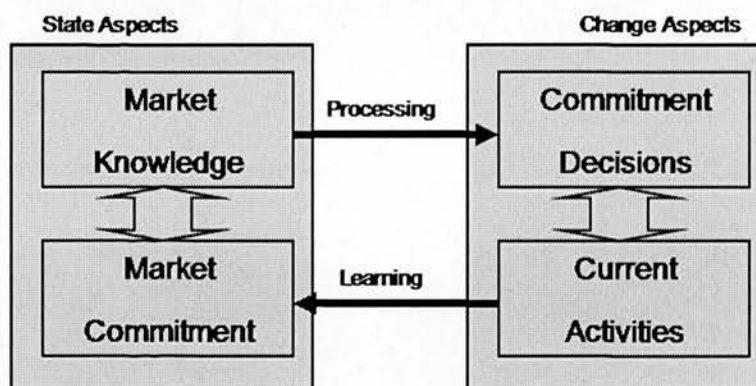 State Aspects
Change Aspects
Market
Knowledge
Processing
Commitment
Decisions
Market
Commitment
Learning
Current
Activities